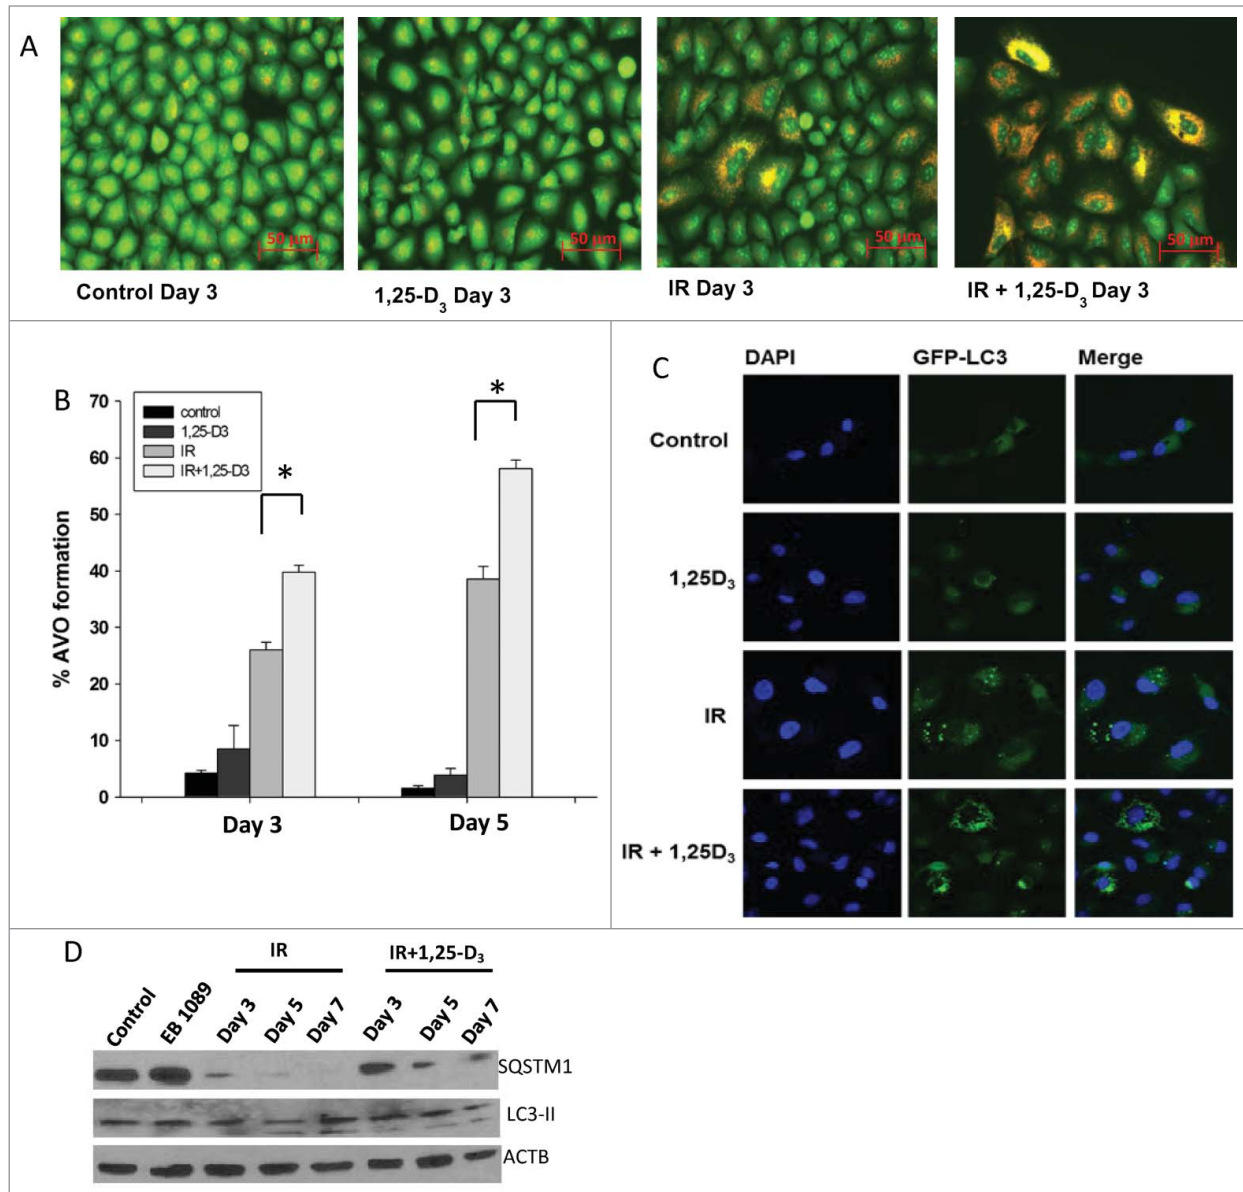 A
50 µm
50 µm
50 µm
50 µm
Control Day 3
1,25-D3 Day 3
IR Day 3
IR + 1,25-D3 Day 3
B
control
1,25-D3
IR
IR+1,25-D3
*
*
% AVO formation
70
60
50
40
30
20
10
0
Day 3
Day 5
C
DAPI
GFP-LC3
Merge
Control
1,25D3
IR
IR + 1,25D3
D
IR
IR+1,25-D3
Control
EB 1089
Day 3
Day 5
Day 7
Day 3
Day 5
Day 7
SQSTM1
LC3-II
ACTB